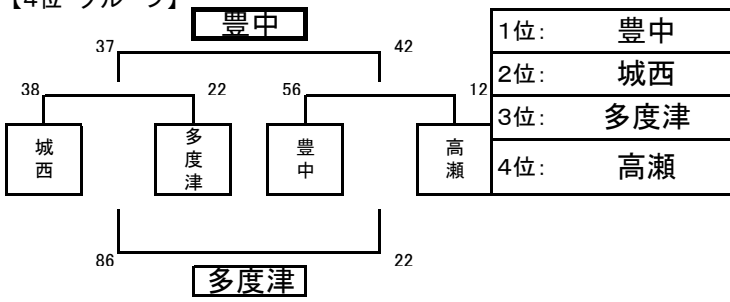 【4位 グループ】
豊中
37
42
38
22
56
12
城西
多度津
豊中
高瀬
86
22
多度津
1位: 豊中
2位: 城西
3位: 多度津
4位: 高瀬